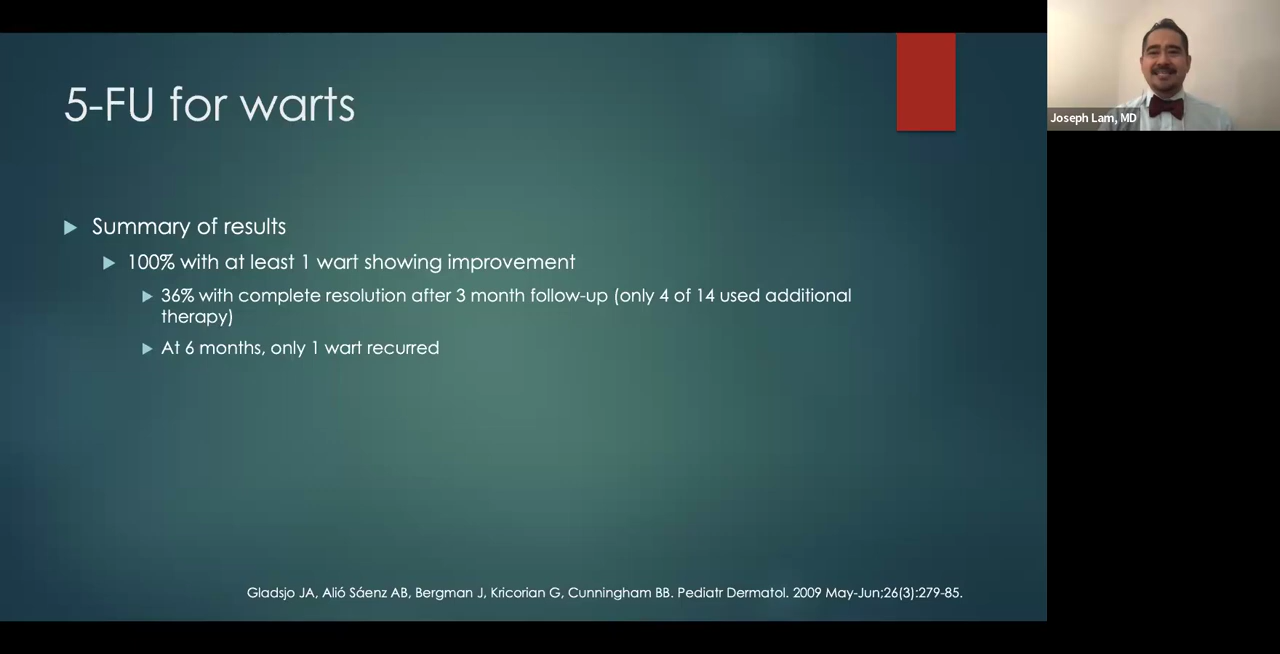 5-FU for warts
Summary of results
100% with at least 1 wart showing improvement
36% with complete resolution after 3 month follow-up (only 4 of 14 used additional
therapy)
At 6 months, only 1 wart recurred
Gladsjo JA, Alió Sáenz AB, Bergman J, Kricorian G, Cunningham BB. Pediatr Dermatol. 2009 May-Jun;26(3):279-85.
Joseph Lam, MD